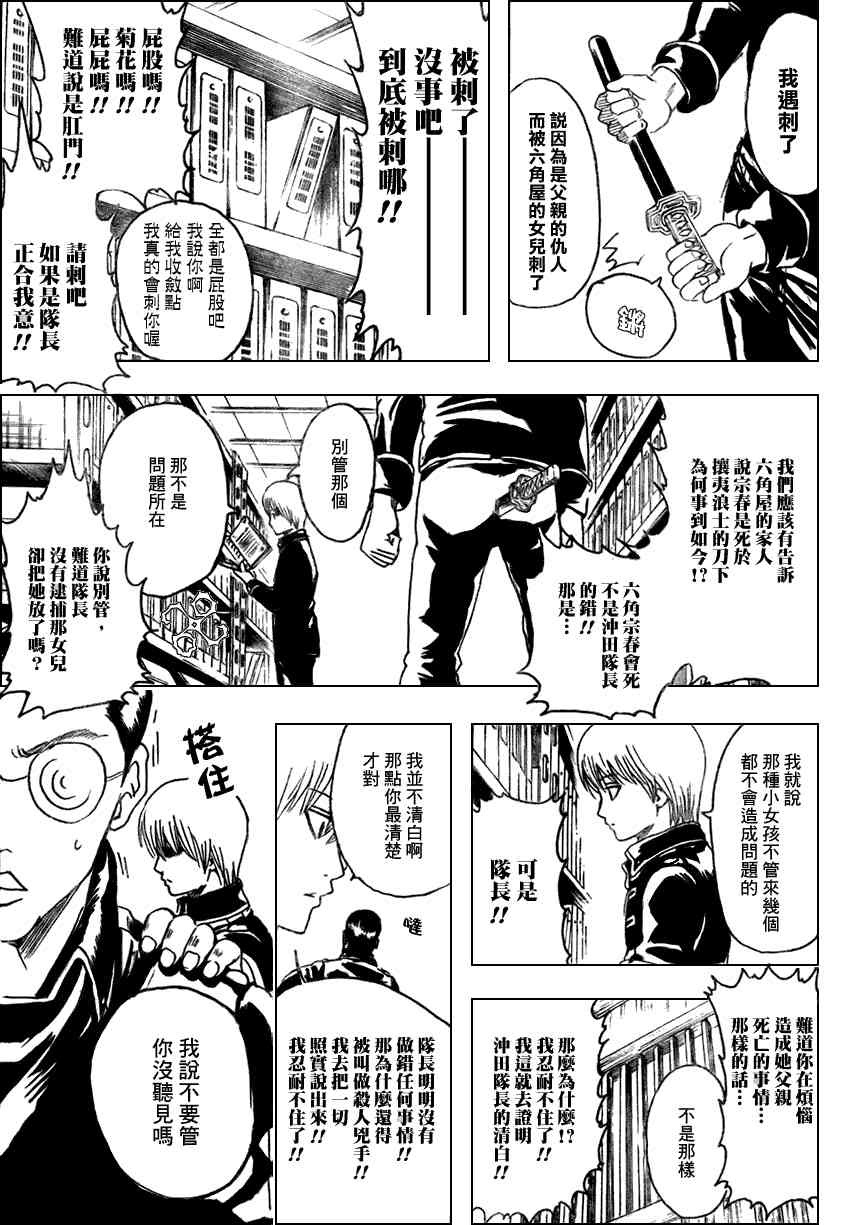 我遇刺了
説因為是父親的仇人
而被六角屋的女兒刺了
鏘
被刺了——
沒事吧——
到底被刺哪!!
屁股嗎!!
屁屁嗎!!
菊花嗎!!
難道說是肛門!!
全都是屁股吧
我說你啊
給我收斂點
我真的會刺你喔
請刺吧
如果是隊長
正合我意!!
我們應該有告訴
六角屋的家人
說宗春是死於
攘夷浪士的刀下
為何事到如今!?
六角宗春會死
不是沖田隊長
的錯!!
那是…
別管那個
那不是
問題所在
你說別管，
難道隊長
沒有逮捕那女兒
卻把她放了嗎？
我就說
那種小女孩不管來幾個
都不會造成問題的
可是
隊長!!
難道你在煩惱
造成她父親
死亡的事情…
那樣的話…
不是那樣
那麼為什麼!?
我忍耐不住了!!
我這就去證明
沖田隊長的清白!!
我並不清白啊
那點你最清楚
才對
噠
隊長明明沒有
做錯任何事情!!
那為什麼還得
被叫做殺人兇手!!
我去把一切
照實說出來!!
我忍耐不住了!!
搭住
我說不要管
你沒聽見嗎